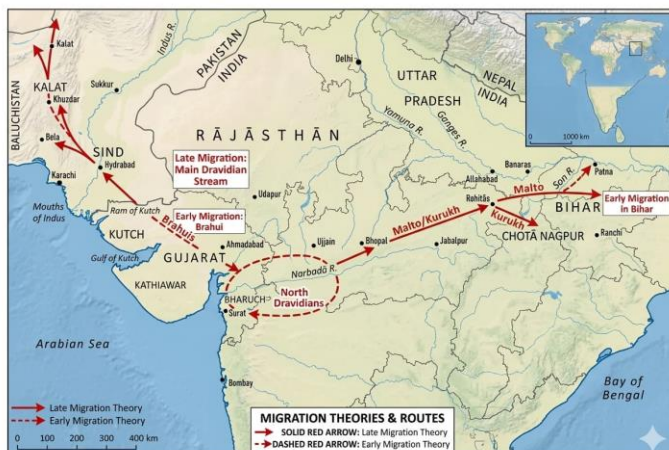 Kalat
KALAT
Khuzdar
BALUCHISTAN
Bela
Karachi
Mouths of
Indus
Sukkur
Indus R.
SIND
Hydrabad
PAKISTAN
INDIA
RĀJĀSTHĀN
Late Migration:
Main Dravidian
Stream
Early Migration:
Brahui
Brahuis
Ram of Kutch
KUTCH
Gulf of Kutch
KATHIAWAR
GUJARAT
Udapur
Ahmadabad
BHARUCH
Surat
Bombay
Arabian Sea
Delhi
UTTAR
PRADESH
Yamuna R.
Ganges R.
NEPAL
INDIA
Ujjain
Bhopal
Jabalpur
Narbadā R.
North
Dravidians
Malto/Kurukh
Allahabad
Banaras
Rohitās
Malto
Kurukh
Son R.
Patna
BIHAR
Early Migration
in Bihar
CHOTĀ NAGPUR
Ranchi
Bay of
Bengal
0 1000 km
Late Migration Theory
Early Migration Theory
0 100 200 300 400 km
MIGRATION THEORIES & ROUTES
SOLID RED ARROW: Late Migration Theory
DASHED RED ARROW: Early Migration Theory